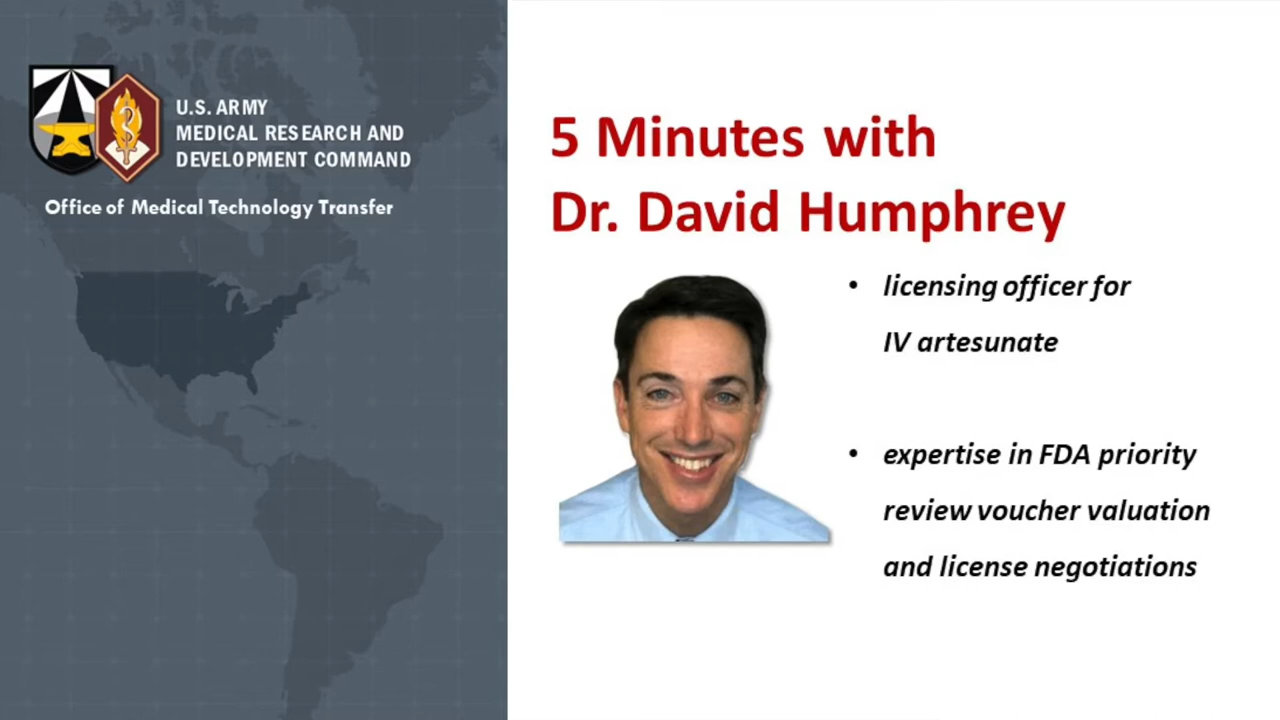 U.S. ARMY
MEDICAL RESEARCH AND
DEVELOPMENT COMMAND
Office of Medical Technology Transfer
5 Minutes with
Dr. David Humphrey
• licensing officer for
IV artesunate
• expertise in FDA priority
review voucher valuation
and license negotiations